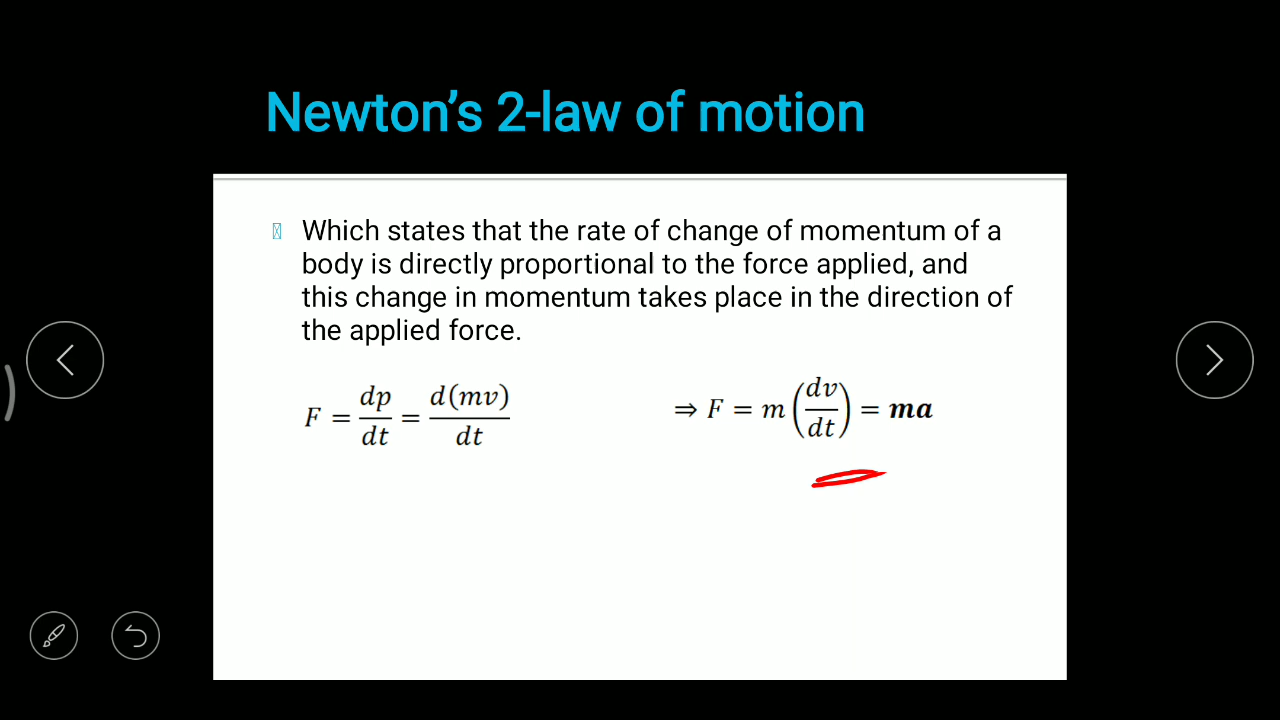 Newton’s 2-law of motion
Which states that the rate of change of momentum of a
body is directly proportional to the force applied, and
this change in momentum takes place in the direction of
the applied force.
F = dp/dt = d(mv)/dt
⇒ F = m(dv/dt) = ma